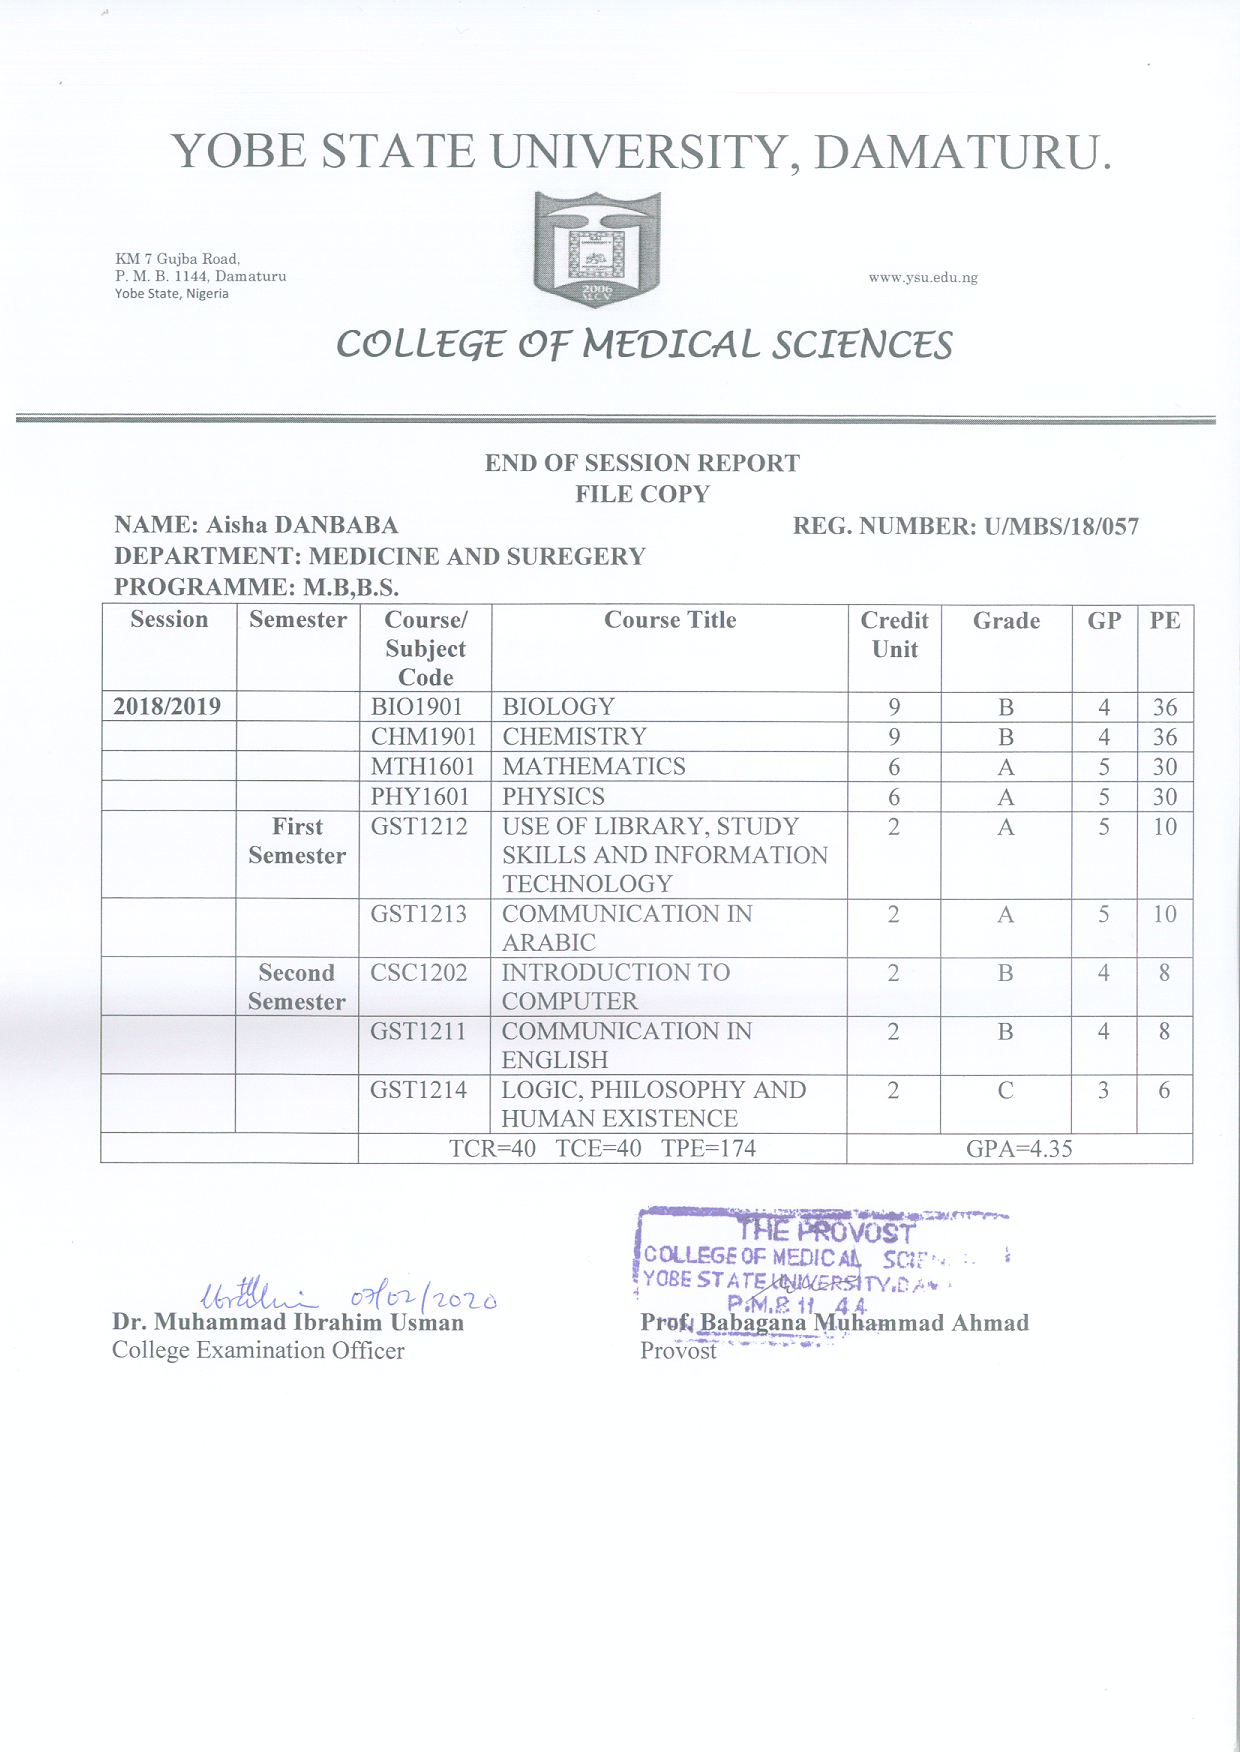 YOBE STATE UNIVERSITY, DAMATURU.
KM 7 Gujba Road,
P. M. B. 1144, Damaturu
Yobe State, Nigeria
www.ysu.edu.ng
2006
COLLEGE OF MEDICAL SCIENCES
END OF SESSION REPORT
FILE COPY
NAME: Aisha DANBABA REG. NUMBER: U/MBS/18/057
DEPARTMENT: MEDICINE AND SUREGERY
PROGRAMME: M.B,B.S.
Session Semester Course/ Subject Code Course Title Credit Unit Grade GP PE
2018/2019 BIO1901 BIOLOGY 9 B 4 36
CHM1901 CHEMISTRY 9 B 4 36
MTH1601 MATHEMATICS 6 A 5 30
PHY1601 PHYSICS 6 A 5 30
First GST1212 USE OF LIBRARY, STUDY 2 A 5 10
Semester SKILLS AND INFORMATION
TECHNOLOGY
GST1213 COMMUNICATION IN 2 A 5 10
ARABIC
Second CSC1202 INTRODUCTION TO 2 B 4 8
Semester COMPUTER
GST1211 COMMUNICATION IN 2 B 4 8
ENGLISH
GST1214 LOGIC, PHILOSOPHY AND 2 C 3 6
HUMAN EXISTENCE
TCR=40 TCE=40 TPE=174 GPA=4.35
THE PROVOST
COLLEGE OF MEDICAL
YOBE STATE UNIVERSITY
07/02/2020
Dr. Muhammad Ibrahim Usman
College Examination Officer
Prof. Babagana Muhammad Ahmad
Provost